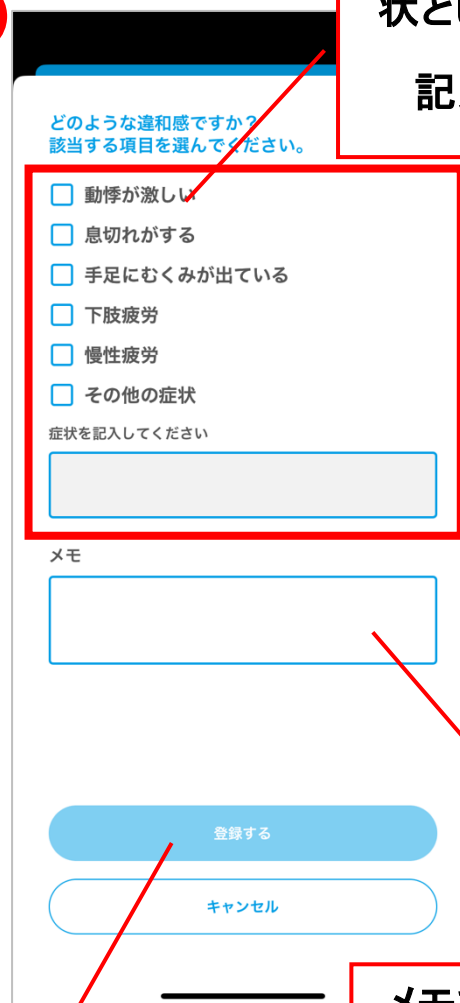 状と
記
どのような違和感ですか?
該当する項目を選んでください。
動悸が激しい
息切れがする
手足にむくみが出ている
下肢疲労
慢性疲労
その他の症状
症状を記入してください
メモ
登録する
キャンセル